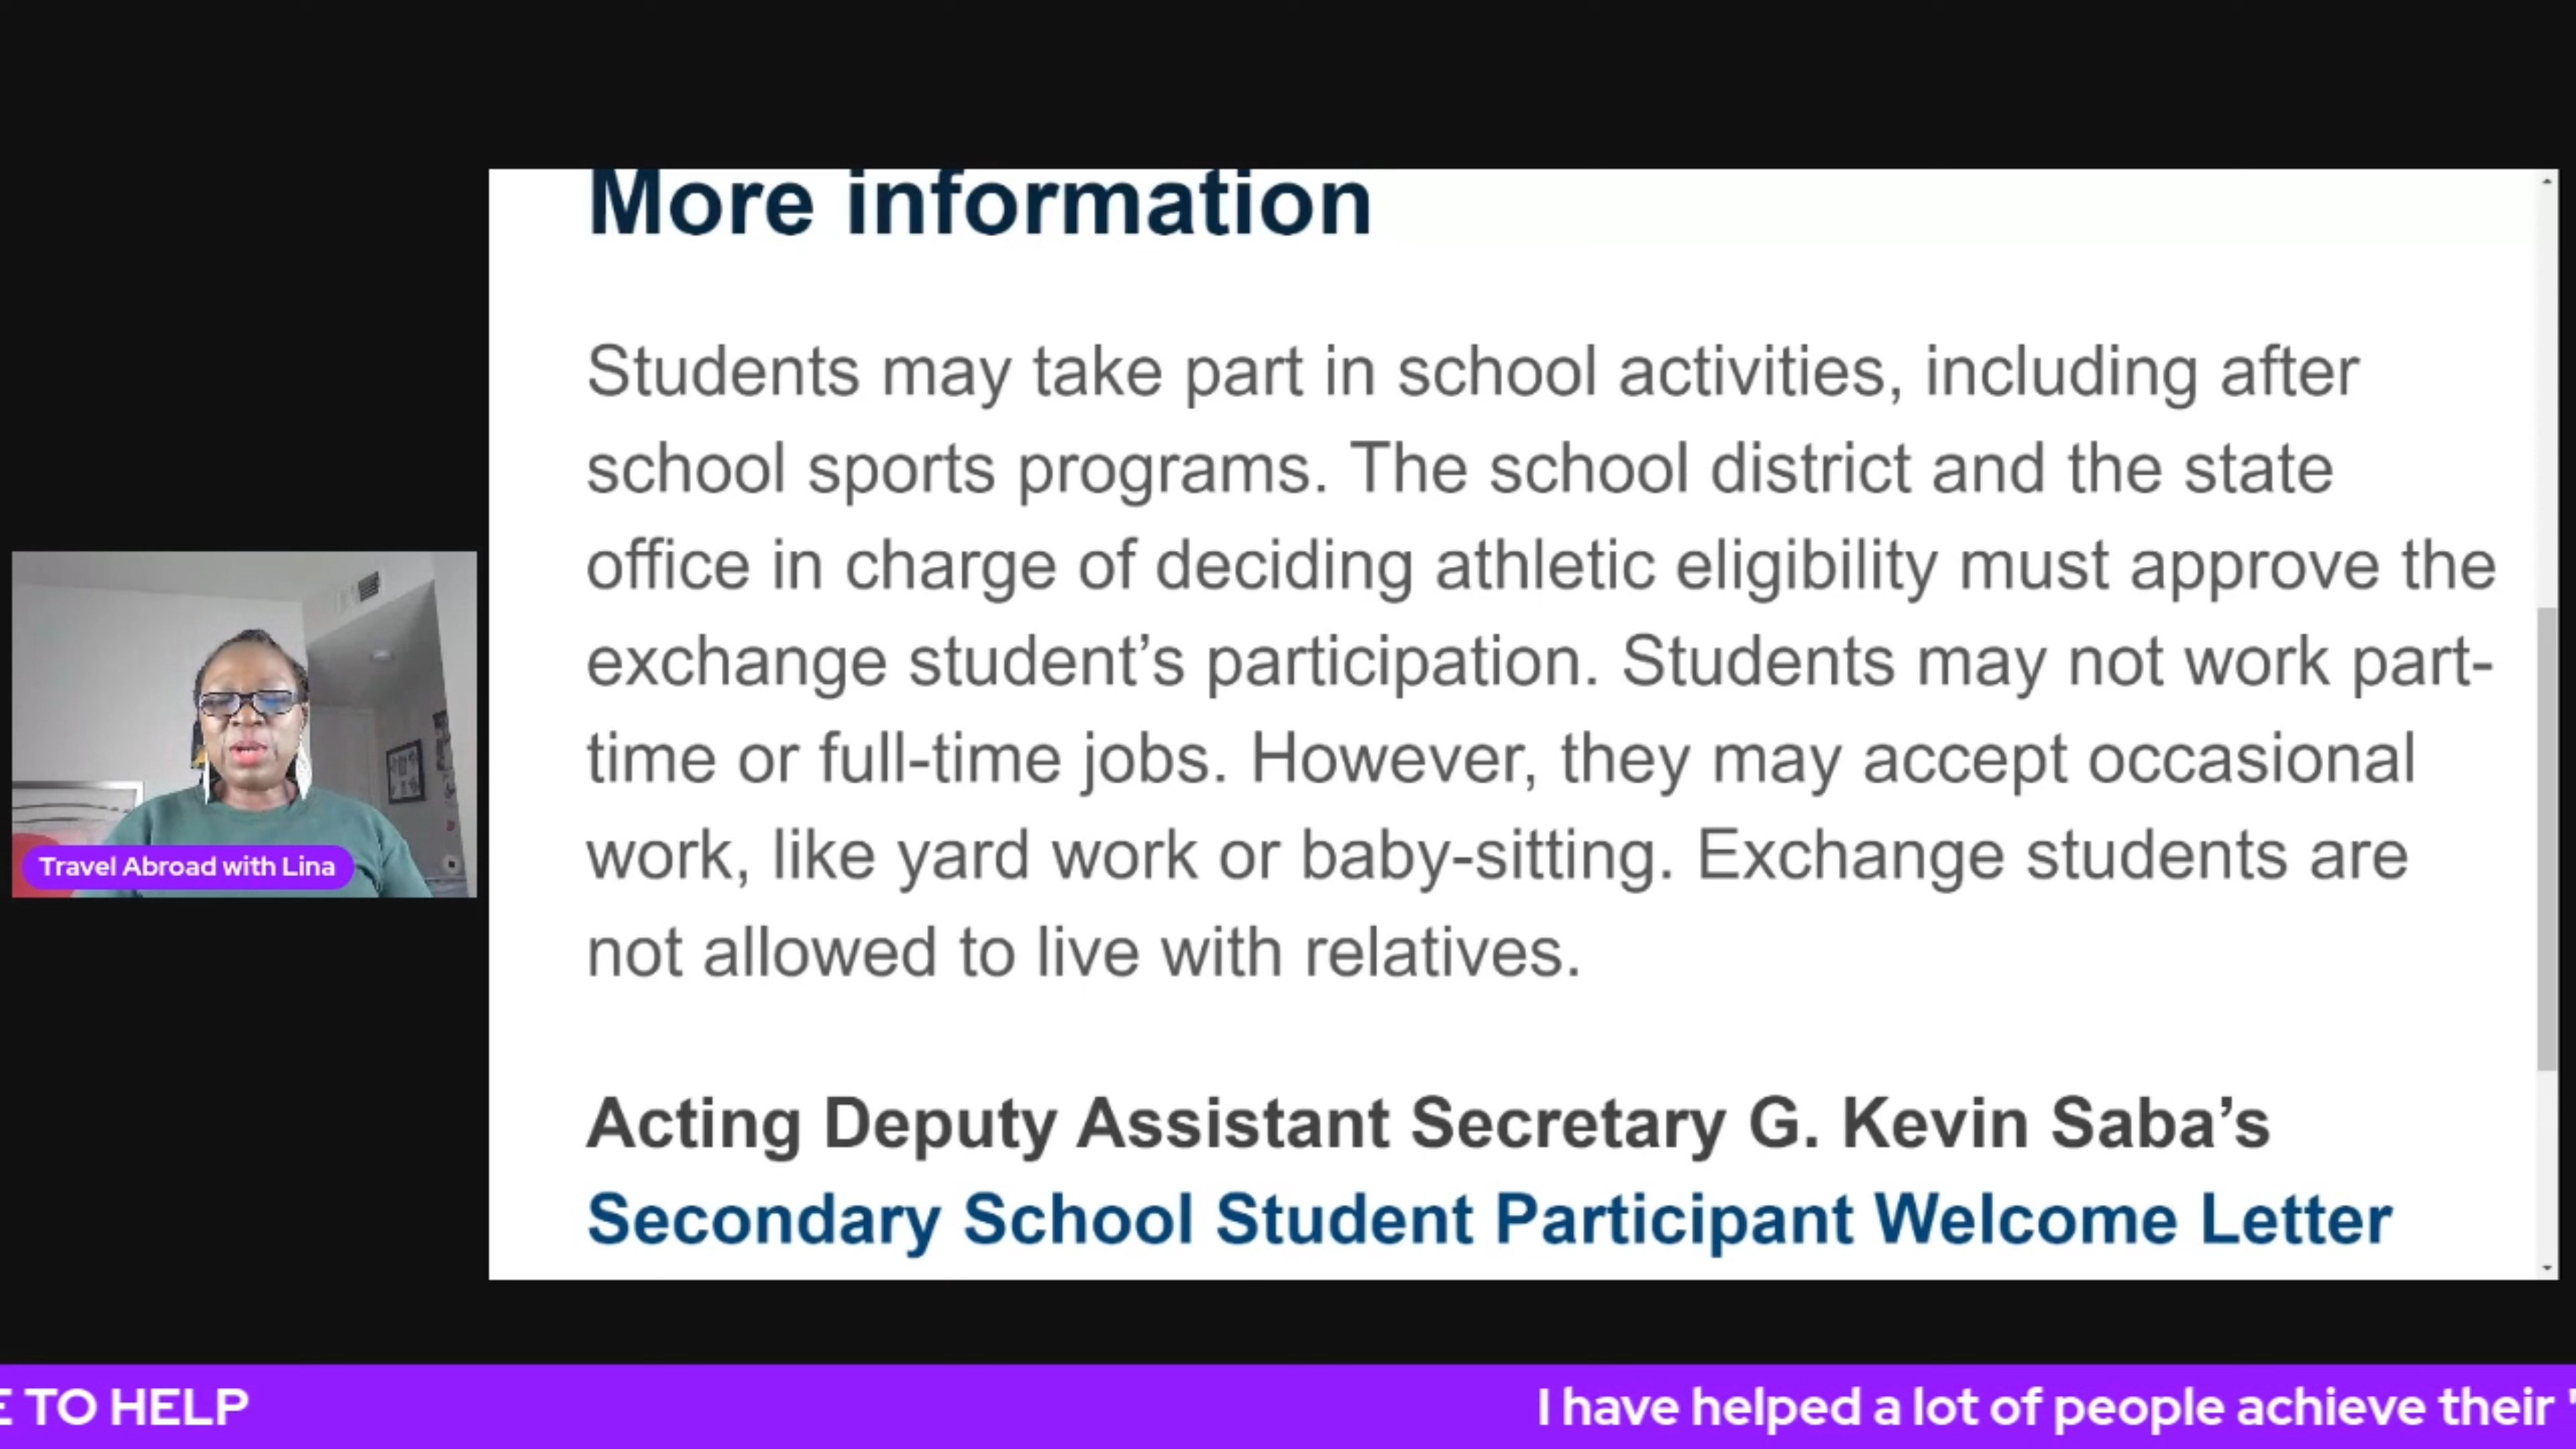 More information
Students may take part in school activities, including after
school sports programs. The school district and the state
office in charge of deciding athletic eligibility must approve the
exchange student’s participation. Students may not work part-
time or full-time jobs. However, they may accept occasional
work, like yard work or baby-sitting. Exchange students are
not allowed to live with relatives.
Acting Deputy Assistant Secretary G. Kevin Saba’s
Secondary School Student Participant Welcome Letter
Travel Abroad with Lina
E TO HELP
I have helped a lot of people achieve their "